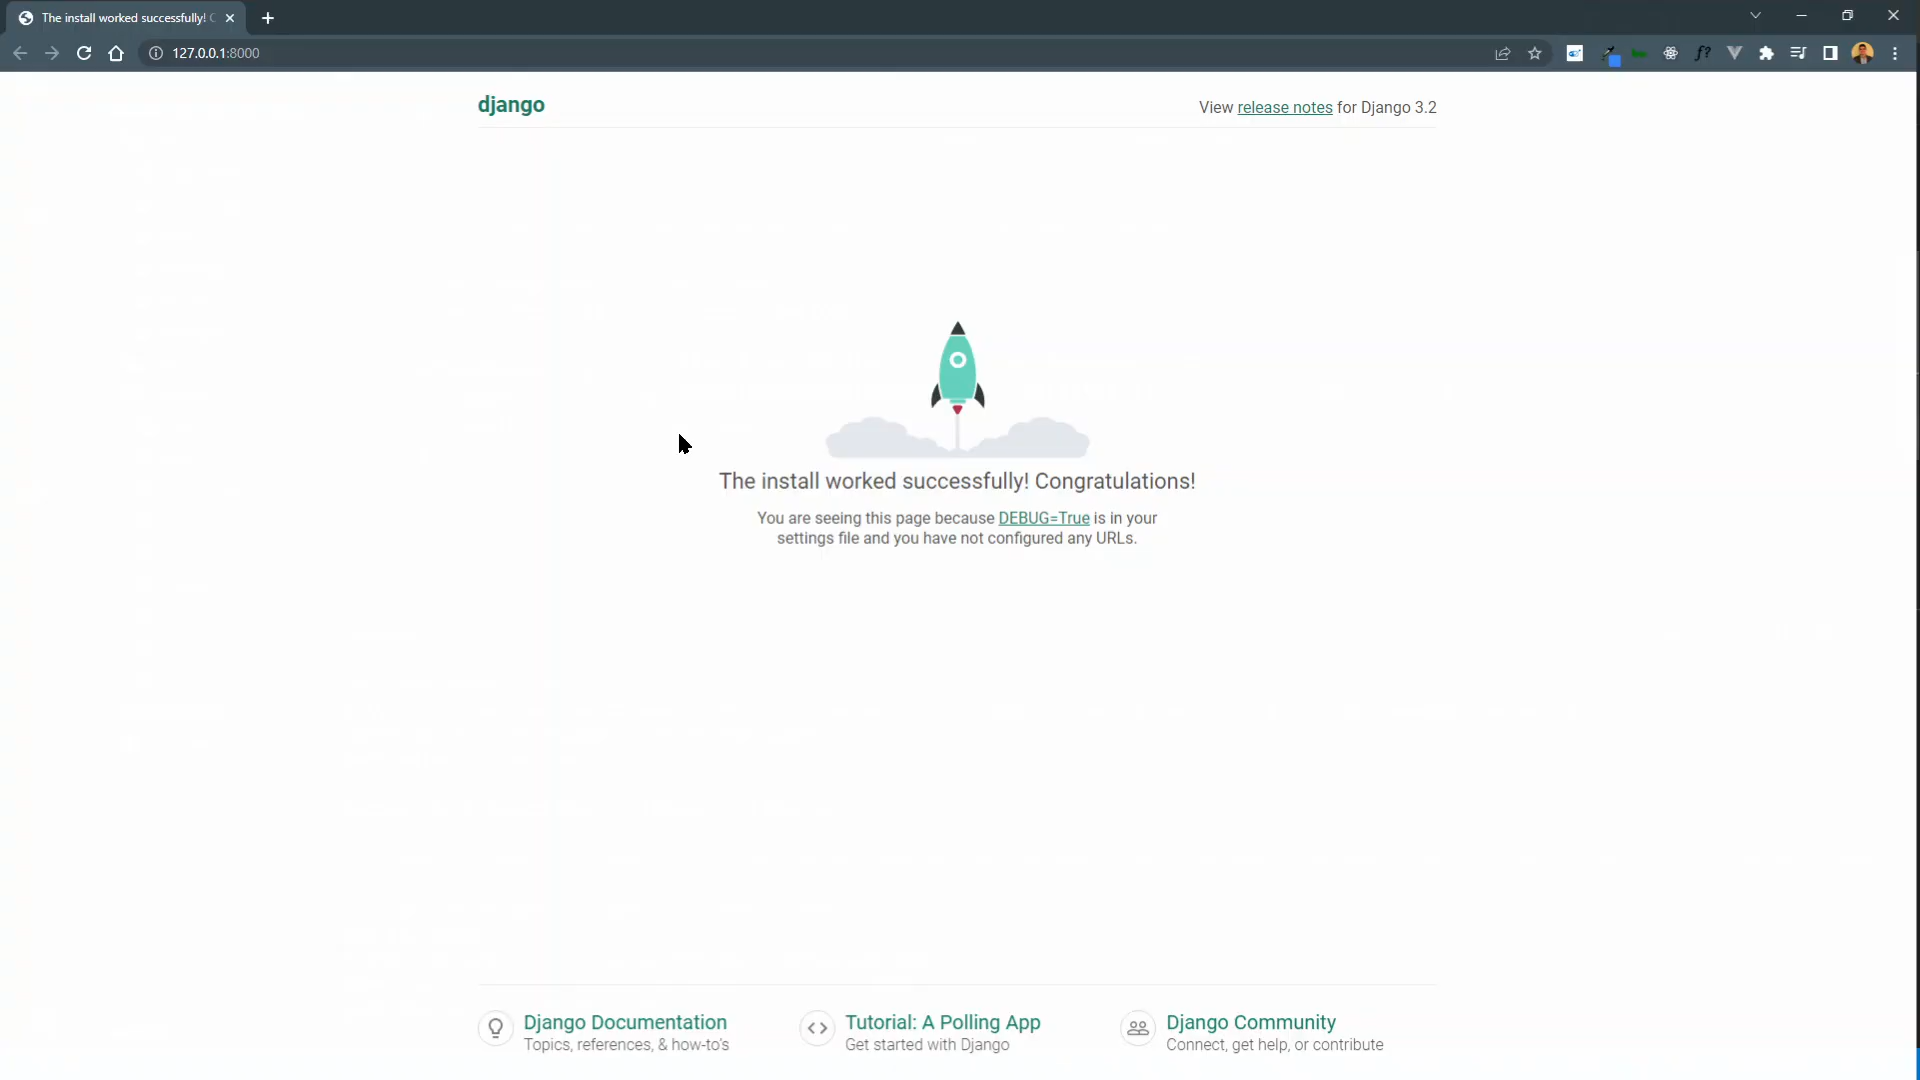 The install worked successfully! C
127.0.0.1:8000
f?
django
View release notes for Django 3.2
The install worked successfully! Congratulations!
You are seeing this page because DEBUG=True is in your
settings file and you have not configured any URLs.
Django Documentation
Topics, references, & how-to's
Tutorial: A Polling App
Get started with Django
Django Community
Connect, get help, or contribute